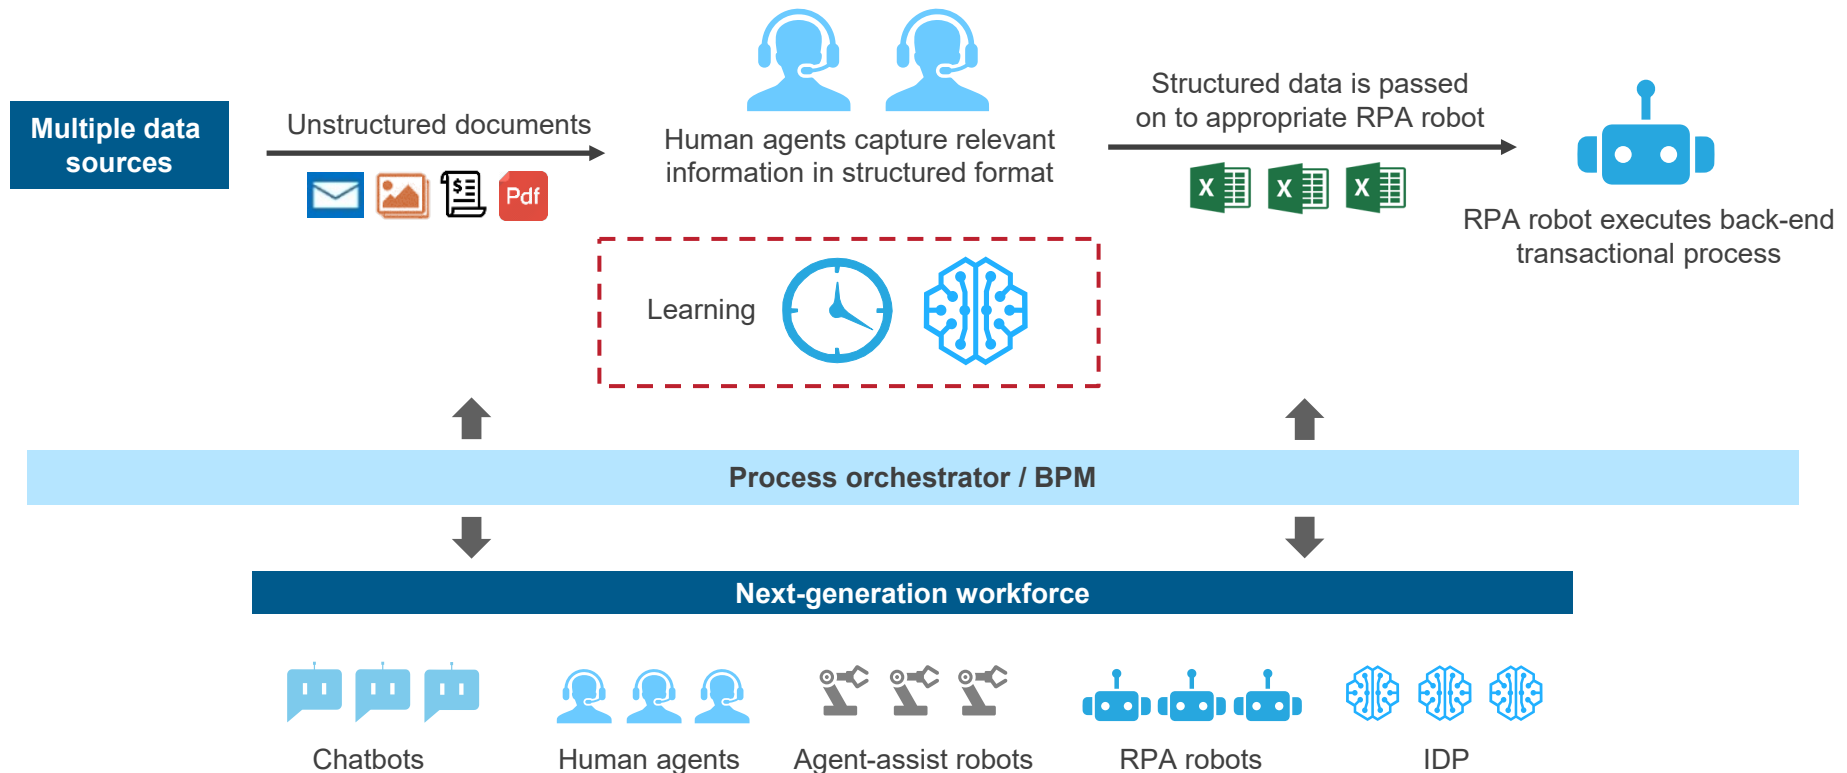 Multiple data
sources
Unstructured documents
Pdf
$
Human agents capture relevant
information in structured format
Structured data is passed
on to appropriate RPA robot
X
X
X
RPA robot executes back-end
transactional process
Learning
Process orchestrator / BPM
Next-generation workforce
Chatbots
Human agents
Agent-assist robots
RPA robots
IDP